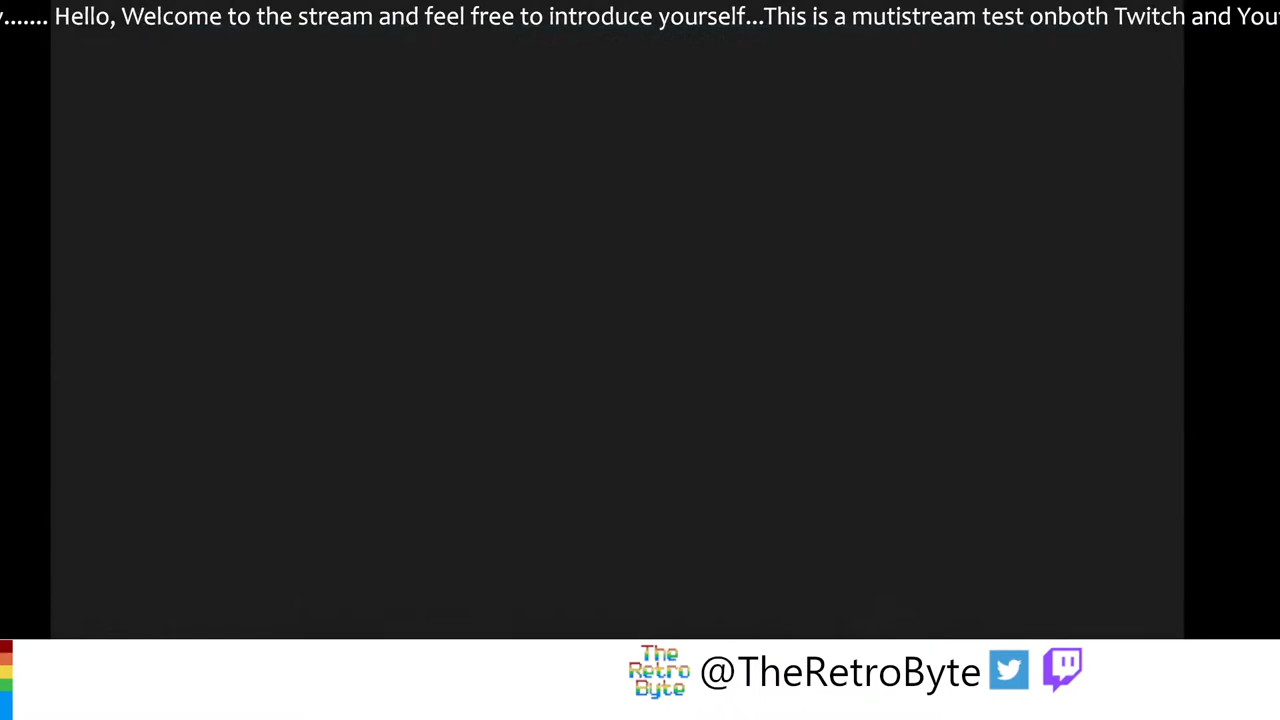 ....... Hello, Welcome to the stream and feel free to introduce yourself...This is a mutistream test onboth Twitch and You
The
Retro
Byte
@TheRetroByte